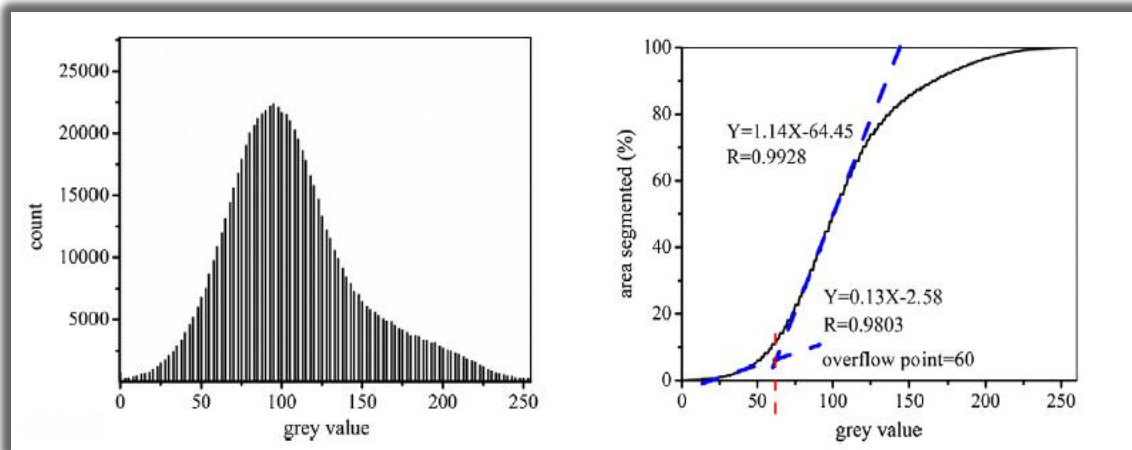 25000
20000
15000
10000
5000
count
0 50 100 150 200 250
grey value
100
80
60
40
20
0
area segmented (%)
Y=1.14X-64.45
R=0.9928
Y=0.13X-2.58
R=0.9803
overflow point=60
0 50 100 150 200 250
grey value